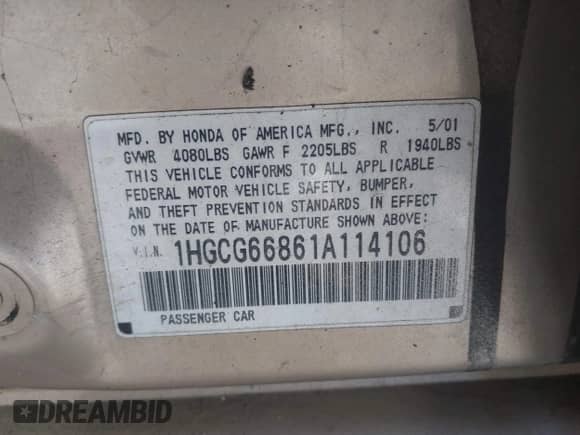 MFD. BY HONDA OF AMERICA MFG., INC. 5/01
GVWR 4080LBS GAWR F 2205LBS R 1940LBS
THIS VEHICLE CONFORMS TO ALL APPLICABLE
FEDERAL MOTOR VEHICLE SAFETY, BUMPER,
AND THEFT PREVENTION STANDARDS IN EFFECT
ON THE DATE OF MANUFACTURE SHOWN ABOVE:
V.I.N. 1HGCG66861A114106
PASSENGER CAR
DREAMBID